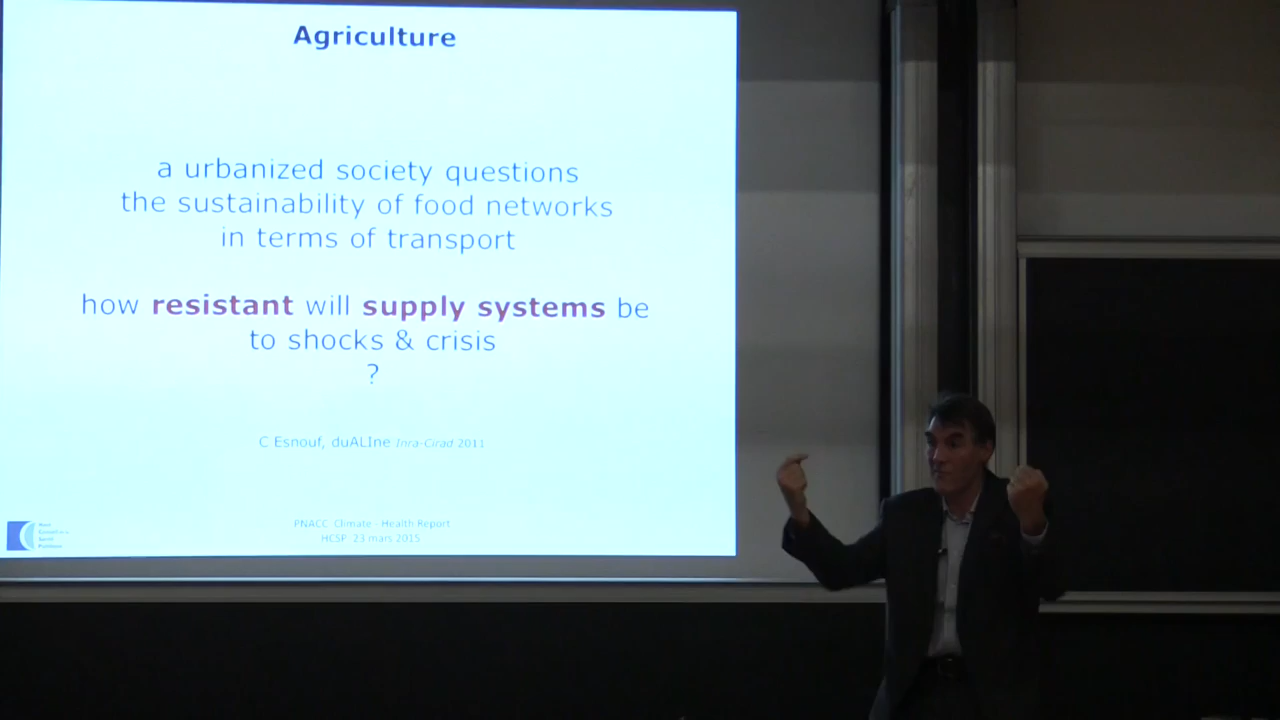 Agriculture
a urbanized society questions
the sustainability of food networks
in terms of transport
how resistant will supply systems be
to shocks & crisis
?
C Esnouf, duALIne Inra-Cirad 2011
PNACC Climate - Health Report
HCSP 23 mars 2015